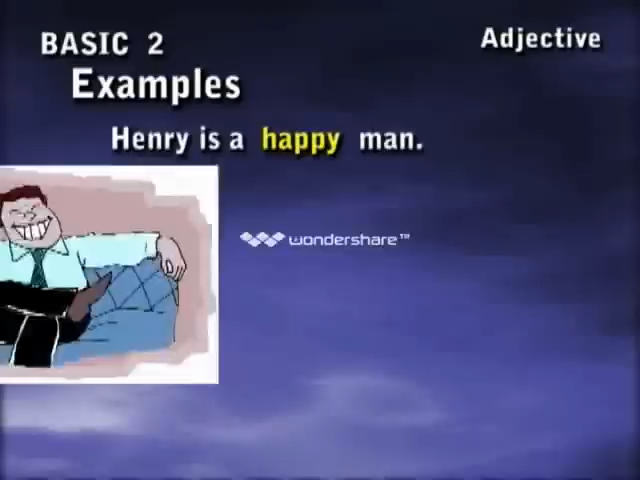 BASIC 2
Adjective
Examples
Henry is a happy man.
wondershare™